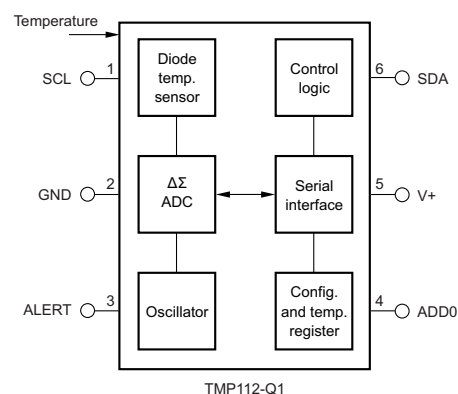 Temperature
SCL
1
Diode
temp.
sensor
Control
logic
6
SDA
GND
2
ΔΣ
ADC
Serial
interface
5
V+
ALERT
3
Oscillator
Config.
and temp.
register
4
ADD0
TMP112-Q1